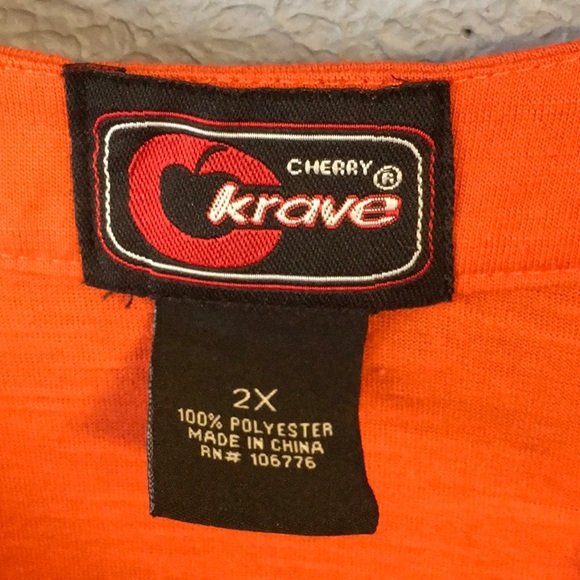 CHERRY ®
krave
2X
100% POLYESTER
MADE IN CHINA
RN# 106776